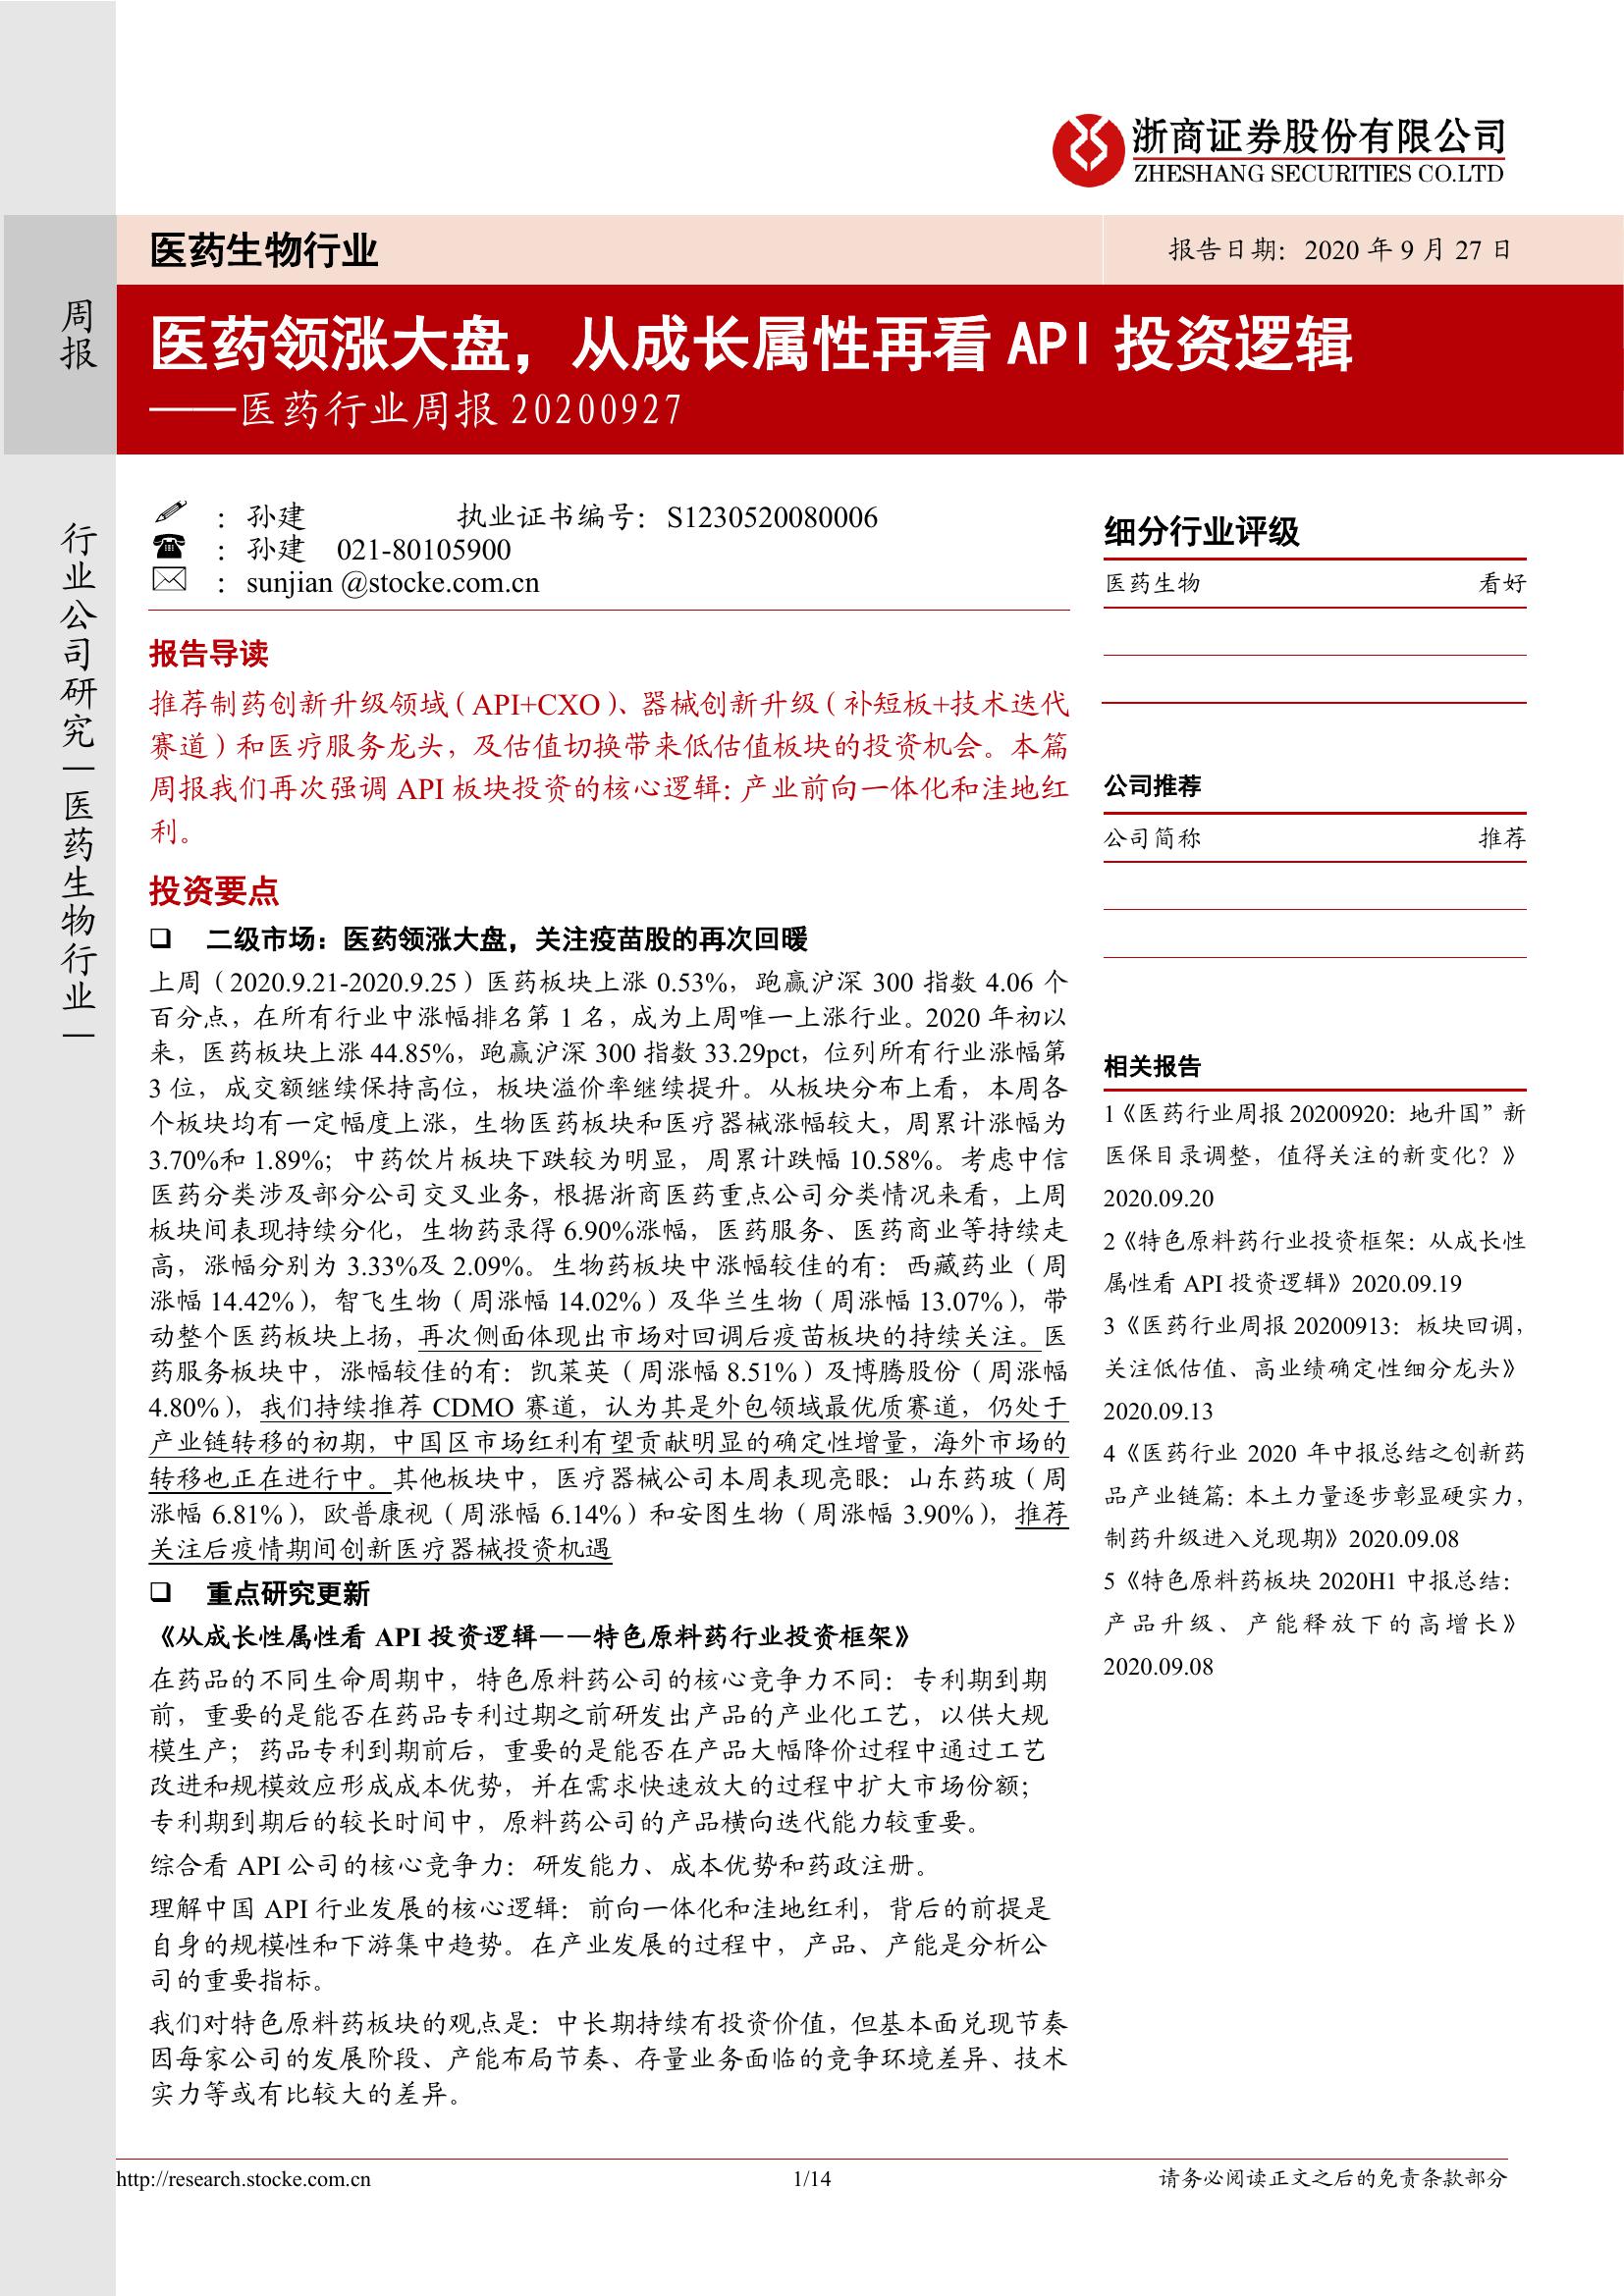 浙商证券股份有限公司
ZHESHANG SECURITIES CO.LTD
医药生物行业
报告日期：2020 年 9 月 27 日
周报
医药领涨大盘，从成长属性再看 API 投资逻辑
——医药行业周报 20200927
行业公司研究｜医药生物行业｜
：孙建 执业证书编号：S1230520080006
：孙建 021-80105900
：sunjian @stocke.com.cn
报告导读
推荐制药创新升级领域（API+CXO）、器械创新升级（补短板+技术迭代
赛道）和医疗服务龙头，及估值切换带来低估值板块的投资机会。本篇
周报我们再次强调 API 板块投资的核心逻辑：产业前向一体化和洼地红
利。
投资要点
❑ 二级市场：医药领涨大盘，关注疫苗股的再次回暖
上周（2020.9.21-2020.9.25）医药板块上涨 0.53%，跑赢沪深 300 指数 4.06 个
百分点，在所有行业中涨幅排名第 1 名，成为上周唯一上涨行业。2020 年初以
来，医药板块上涨 44.85%，跑赢沪深 300 指数 33.29pct，位列所有行业涨幅第
3 位，成交额继续保持高位，板块溢价率继续提升。从板块分布上看，本周各
个板块均有一定幅度上涨，生物医药板块和医疗器械涨幅较大，周累计涨幅为
3.70%和 1.89%；中药饮片板块下跌较为明显，周累计跌幅 10.58%。考虑中信
医药分类涉及部分公司交叉业务，根据浙商医药重点公司分类情况来看，上周
板块间表现持续分化，生物药录得 6.90%涨幅，医药服务、医药商业等持续走
高，涨幅分别为 3.33%及 2.09%。生物药板块中涨幅较佳的有：西藏药业（周
涨幅 14.42%），智飞生物（周涨幅 14.02%）及华兰生物（周涨幅 13.07%），带
动整个医药板块上扬，再次侧面体现出市场对回调后疫苗板块的持续关注。医
药服务板块中，涨幅较佳的有：凯莱英（周涨幅 8.51%）及博腾股份（周涨幅
4.80%），我们持续推荐 CDMO 赛道，认为其是外包领域最优质赛道，仍处于
产业链转移的初期，中国区市场红利有望贡献明显的确定性增量，海外市场的
转移也正在进行中。其他板块中，医疗器械公司本周表现亮眼：山东药玻（周
涨幅 6.81%），欧普康视（周涨幅 6.14%）和安图生物（周涨幅 3.90%），推荐
关注后疫情期间创新医疗器械投资机遇
❑ 重点研究更新
《从成长性属性看 API 投资逻辑——特色原料药行业投资框架》
在药品的不同生命周期中，特色原料药公司的核心竞争力不同：专利期到期
前，重要的是能否在药品专利过期之前研发出产品的产业化工艺，以供大规
模生产；药品专利到期前后，重要的是能否在产品大幅降价过程中通过工艺
改进和规模效应形成成本优势，并在需求快速放大的过程中扩大市场份额；
专利期到期后的较长时间中，原料药公司的产品横向迭代能力较重要。
综合看 API 公司的核心竞争力：研发能力、成本优势和药政注册。
理解中国 API 行业发展的核心逻辑：前向一体化和洼地红利，背后的前提是
自身的规模性和下游集中趋势。在产业发展的过程中，产品、产能是分析公
司的重要指标。
我们对特色原料药板块的观点是：中长期持续有投资价值，但基本面兑现节奏
因每家公司的发展阶段、产能布局节奏、存量业务面临的竞争环境差异、技术
实力等或有比较大的差异。
细分行业评级
医药生物 看好
公司推荐
公司简称 推荐
相关报告
1《医药行业周报 20200920：地升国”新
医保目录调整，值得关注的新变化？》
2020.09.20
2《特色原料药行业投资框架：从成长性
属性看 API 投资逻辑》2020.09.19
3《医药行业周报 20200913：板块回调，
关注低估值、高业绩确定性细分龙头》
2020.09.13
4《医药行业 2020 年中报总结之创新药
品产业链篇：本土力量逐步彰显硬实力，
制药升级进入兑现期》2020.09.08
5《特色原料药板块 2020H1 中报总结：
产品升级、产能释放下的高增长》
2020.09.08
http://research.stocke.com.cn
1/14
请务必阅读正文之后的免责条款部分